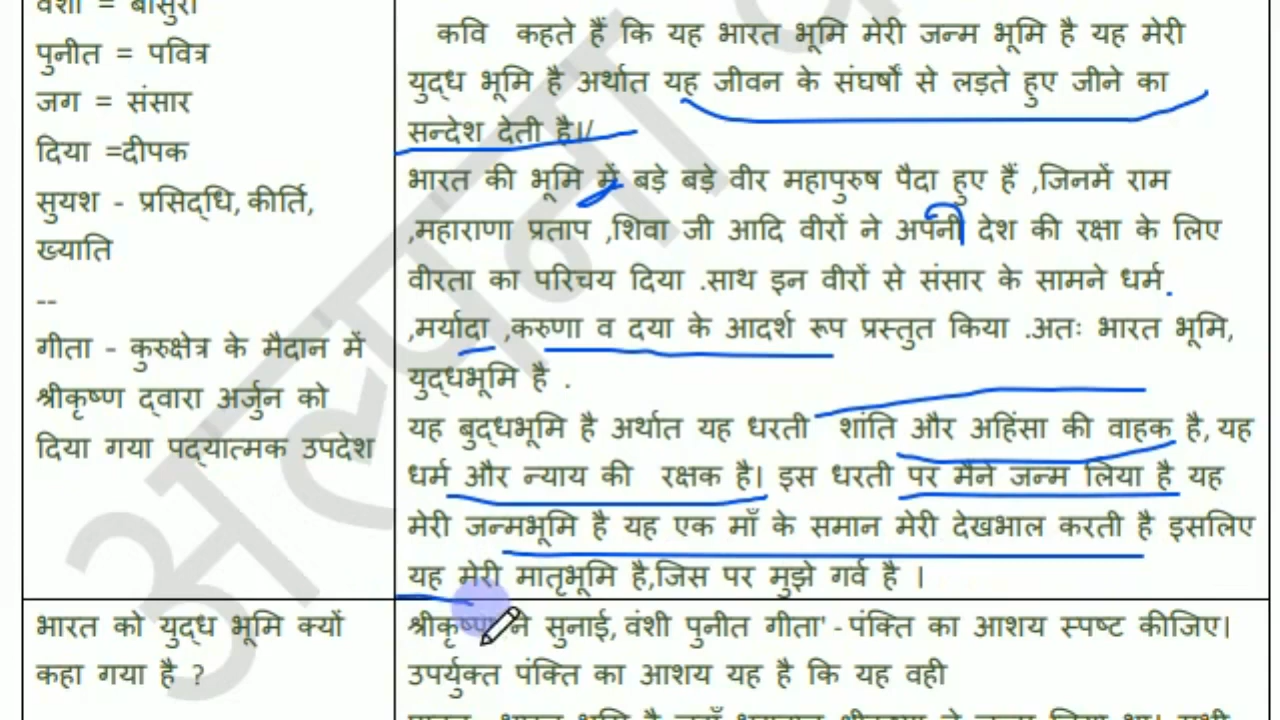 वंशी = बाँसुरी
पुनीत = पवित्र
जग = संसार
दिया =दीपक
सुयश - प्रसिद्धि, कीर्ति,
ख्याति
--
गीता - कुरुक्षेत्र के मैदान में
श्रीकृष्ण द्वारा अर्जुन को
दिया गया पद्यात्मक उपदेश
कवि कहते हैं कि यह भारत भूमि मेरी जन्म भूमि है यह मेरी
युद्ध भूमि है अर्थात यह जीवन के संघर्षों से लड़ते हुए जीने का
सन्देश देती है।/
भारत की भूमि में बड़े बड़े वीर महापुरुष पैदा हुए हैं ,जिनमें राम
,महाराणा प्रताप ,शिवा जी आदि वीरों ने अपनी देश की रक्षा के लिए
वीरता का परिचय दिया .साथ इन वीरों से संसार के सामने धर्म.
,मर्यादा ,करुणा व दया के आदर्श रूप प्रस्तुत किया .अतः भारत भूमि,
युद्धभूमि है .
यह बुद्धभूमि है अर्थात यह धरती शांति और अहिंसा की वाहक है, यह
धर्म और न्याय की रक्षक है। इस धरती पर मैंने जन्म लिया है यह
मेरी जन्मभूमि है यह एक माँ के समान मेरी देखभाल करती है इसलिए
यह मेरी मातृभूमि है,जिस पर मुझे गर्व है ।
भारत को युद्ध भूमि क्यों
कहा गया है ?
श्रीकृष्ण ने सुनाई, वंशी पुनीत गीता' - पंक्ति का आशय स्पष्ट कीजिए।
उपर्युक्त पंक्ति का आशय यह है कि यह वही
अल्पना